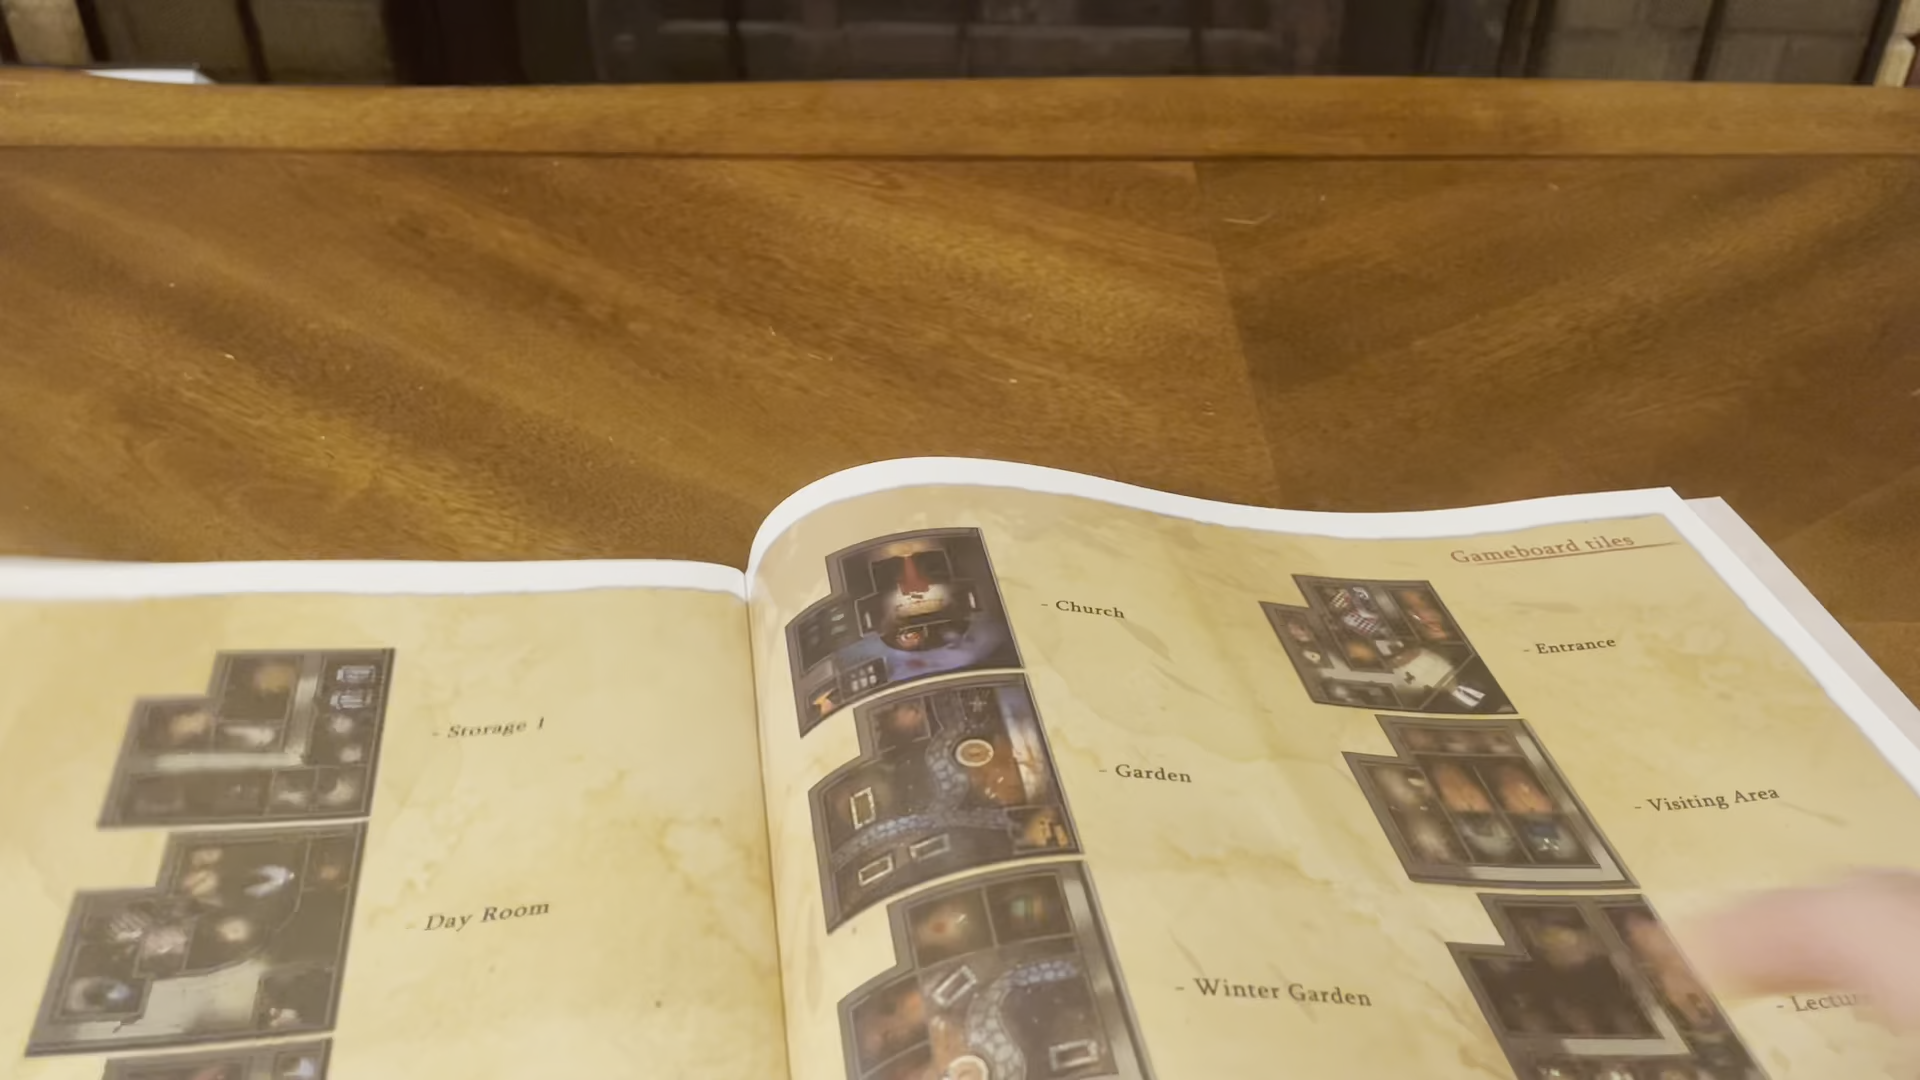 - Storage 1
- Day Room
Gameboard tiles
- Church
- Garden
- Winter Garden
- Entrance
- Visiting Area